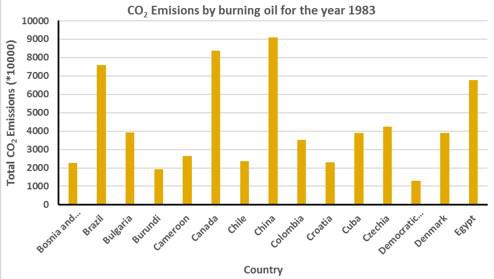 CO₂ Emisions by burning oil for the year 1983
Total CO₂ Emissions (*10000)
10000
9000
8000
7000
6000
5000
4000
3000
2000
1000
0
Bosnia and...
Brazil
Bulgaria
Burundi
Cameroon
Canada
Chile
China
Colombia
Croatia
Cuba
Czechia
Democratic...
Denmark
Egypt
Country